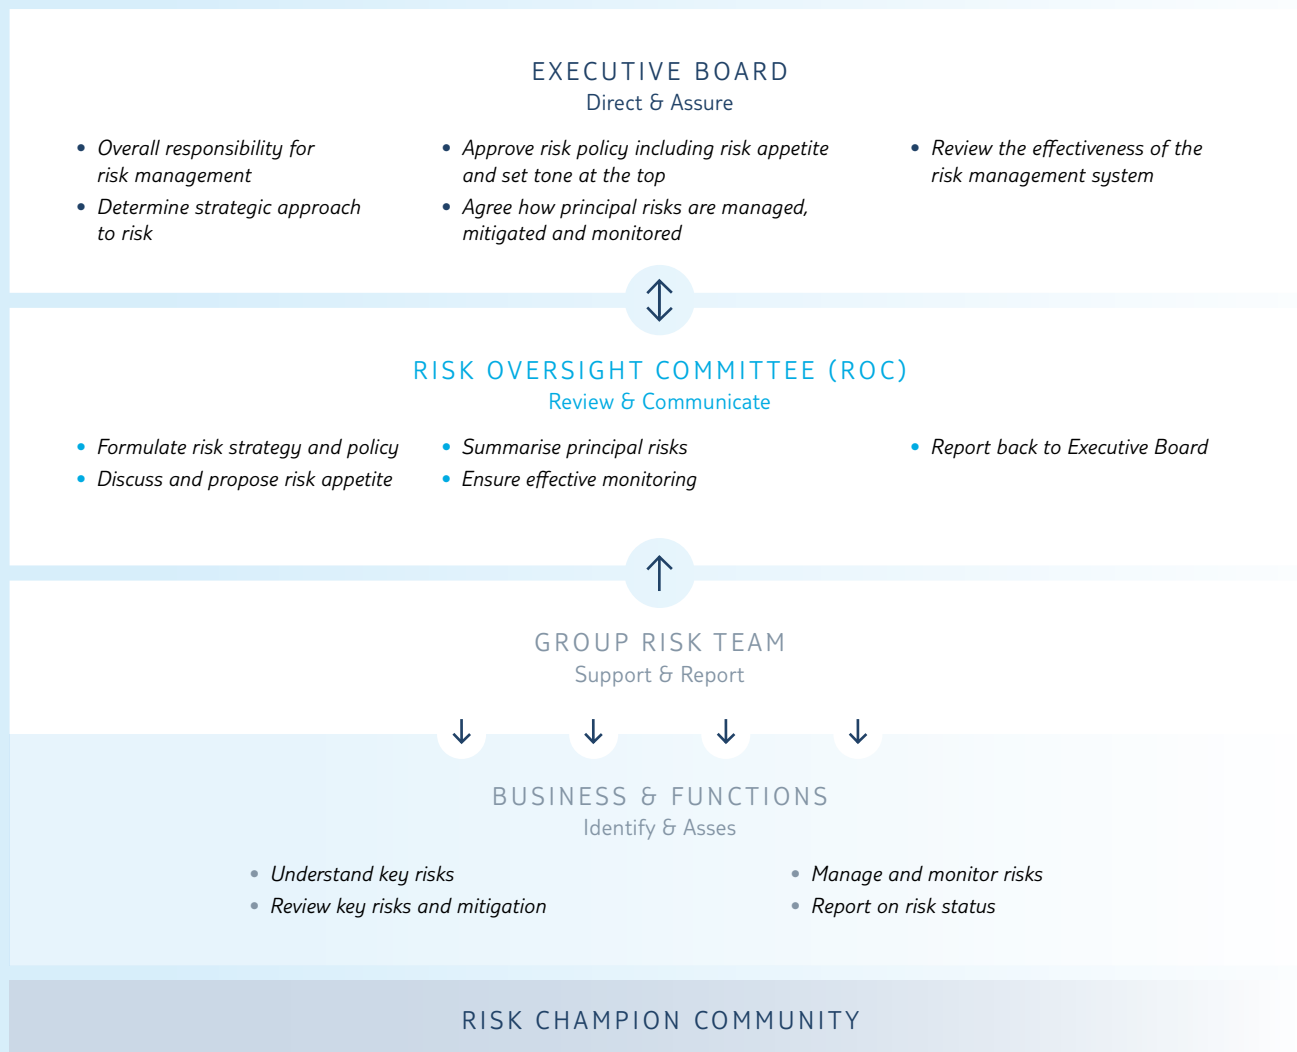 EXECUTIVE BOARD
Direct & Assure
• Overall responsibility for
risk management
• Determine strategic approach
to risk
• Approve risk policy including risk appetite
and set tone at the top
• Agree how principal risks are managed,
mitigated and monitored
• Review the effectiveness of the
risk management system
RISK OVERSIGHT COMMITTEE (ROC)
Review & Communicate
• Formulate risk strategy and policy
• Discuss and propose risk appetite
• Summarise principal risks
• Ensure effective monitoring
• Report back to Executive Board
GROUP RISK TEAM
Support & Report
BUSINESS & FUNCTIONS
Identify & Asses
• Understand key risks
• Review key risks and mitigation
• Manage and monitor risks
• Report on risk status
RISK CHAMPION COMMUNITY